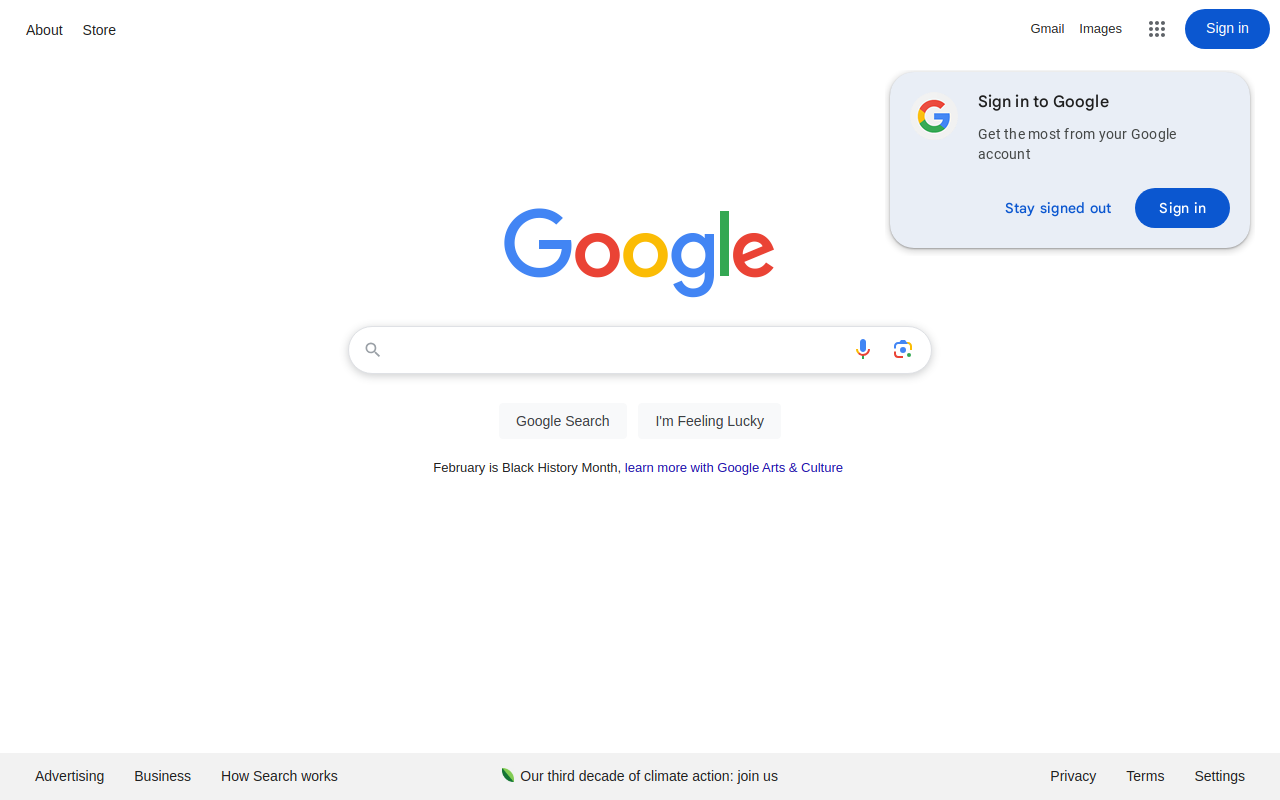 About Store
Gmail Images Sign in
Sign in to Google
Get the most from your Google
account
Stay signed out Sign in
Google
Google Search I'm Feeling Lucky
February is Black History Month, learn more with Google Arts & Culture
Advertising Business How Search works
Our third decade of climate action: join us
Privacy Terms Settings